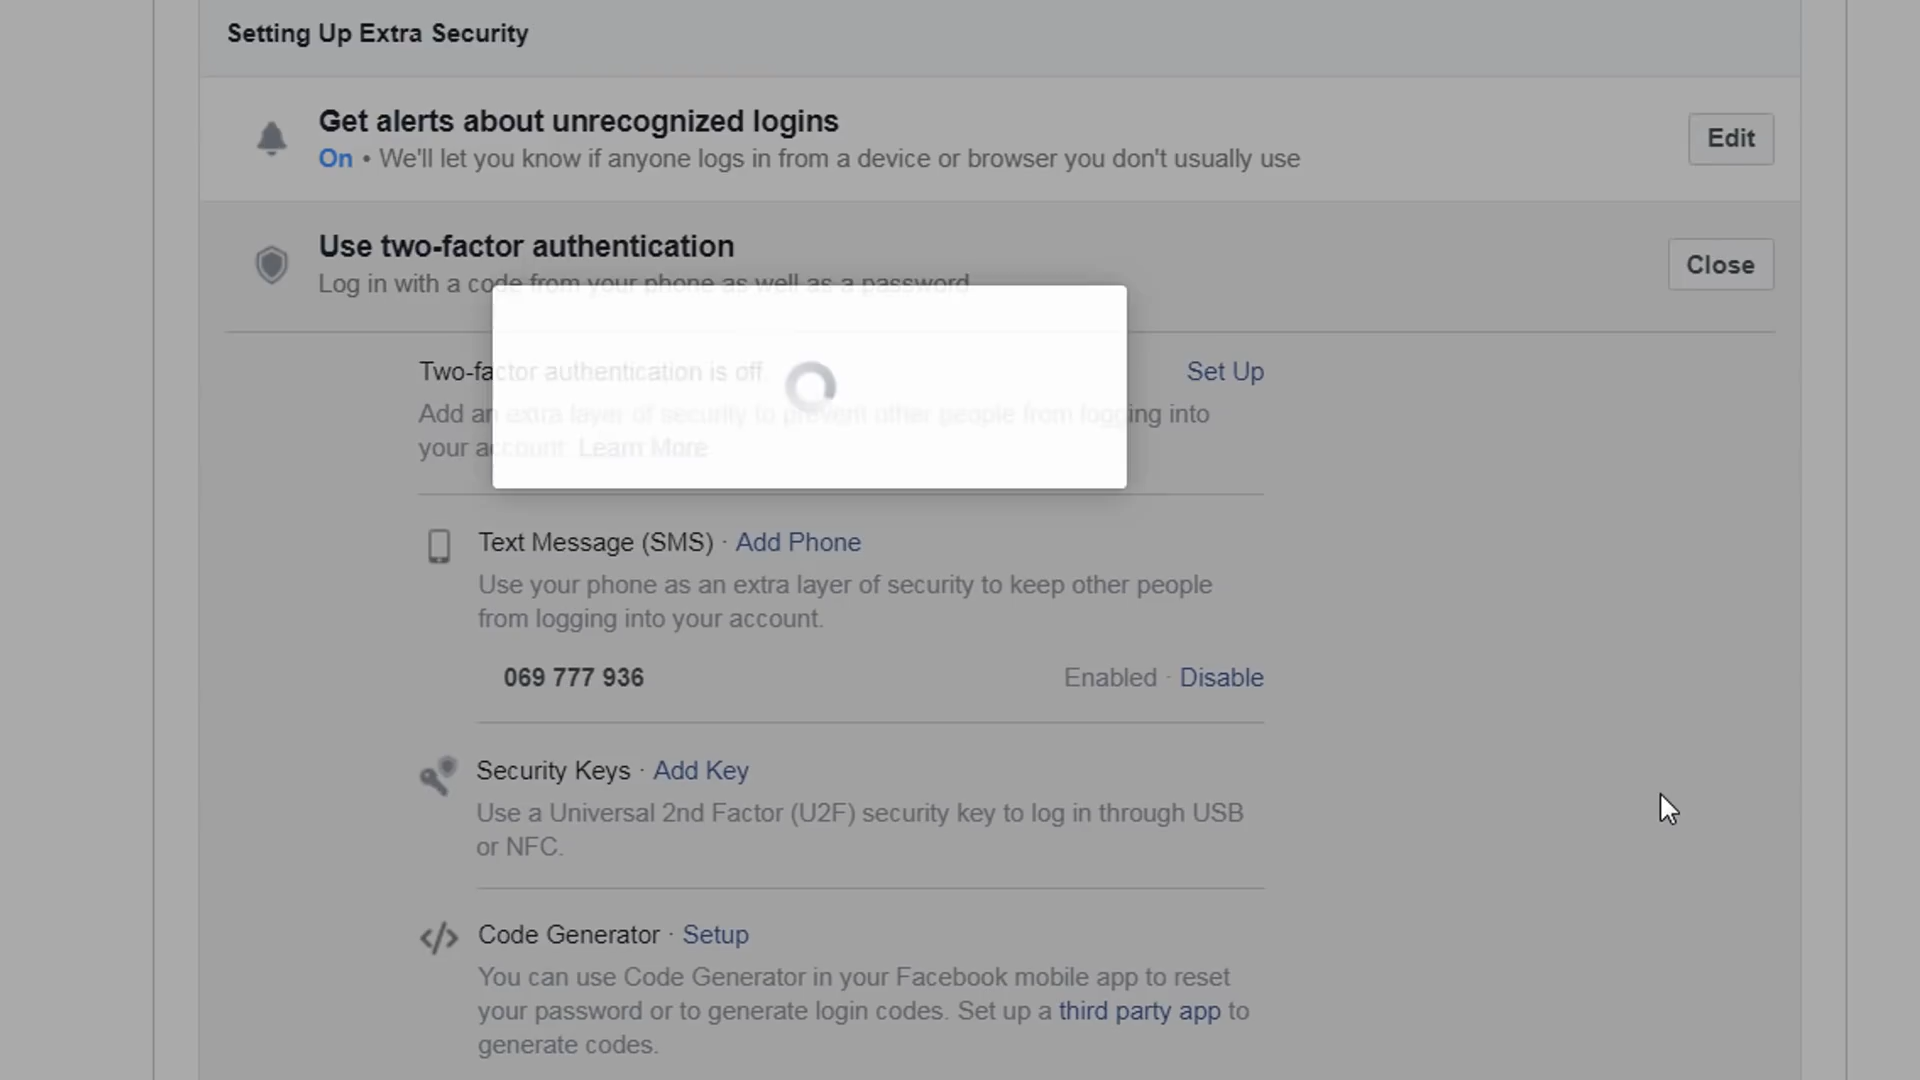 Setting Up Extra Security
Get alerts about unrecognized logins
On • We'll let you know if anyone logs in from a device or browser you don't usually use
Edit
Use two-factor authentication
Log in with a code from your phone as well as a password
Close
Two-factor authentication is off.
Set Up
Add an extra layer of security to prevent other people from logging into
your account. Learn More
Text Message (SMS) · Add Phone
Use your phone as an extra layer of security to keep other people
from logging into your account.
069 777 936
Enabled · Disable
Security Keys · Add Key
Use a Universal 2nd Factor (U2F) security key to log in through USB
or NFC.
Code Generator · Setup
You can use Code Generator in your Facebook mobile app to reset
your password or to generate login codes. Set up a third party app to
generate codes.